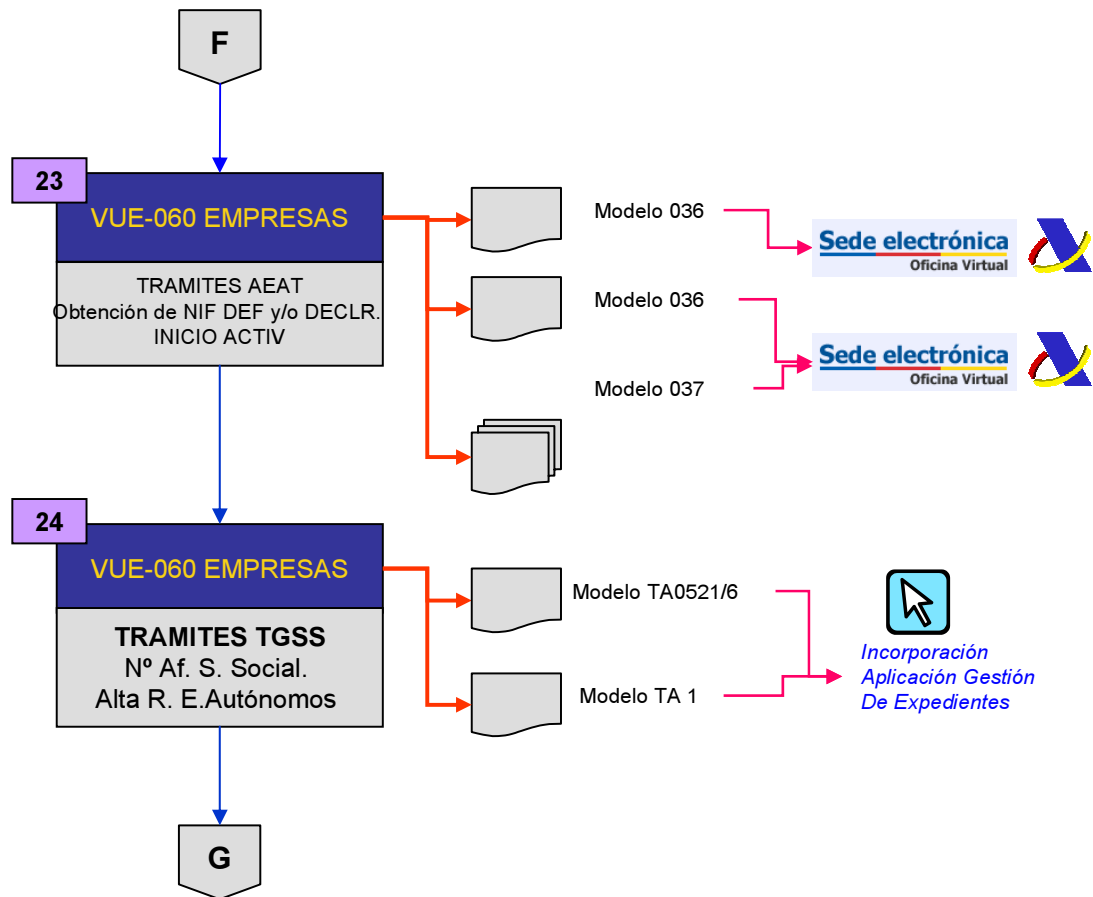 F
23
VUE-060 EMPRESAS
TRAMITES AEAT
Obtención de NIF DEF y/o DECLR.
INICIO ACTIV
Modelo 036
Sede electrónica
Oficina Virtual
Modelo 036
Modelo 037
Sede electrónica
Oficina Virtual
24
VUE-060 EMPRESAS
TRAMITES TGSS
Nº Af. S. Social.
Alta R. E.Autónomos
Modelo TA0521/6
Modelo TA 1
Incorporación
Aplicación Gestión
De Expedientes
G